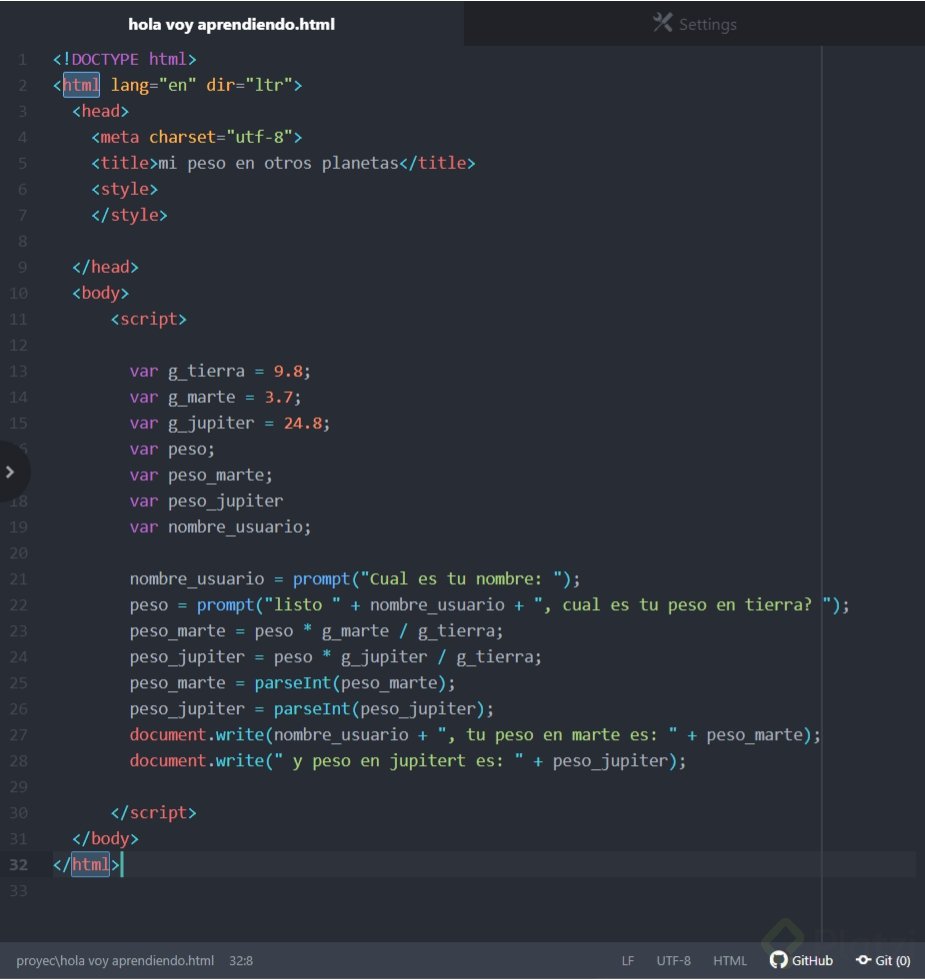 hola voy aprendiendo.html
Settings
1 <!DOCTYPE html>
2 <html lang="en" dir="ltr">
3 <head>
4 <meta charset="utf-8">
5 <title>mi peso en otros planetas</title>
6 <style>
7 </style>
8
9 </head>
10 <body>
11 <script>
12
13 var g_tierra = 9.8;
14 var g_marte = 3.7;
15 var g_jupiter = 24.8;
6 var peso;
var peso_marte;
18 var peso_jupiter
19 var nombre_usuario;
20
21 nombre_usuario = prompt("Cual es tu nombre: ");
22 peso = prompt("listo " + nombre_usuario + ", cual es tu peso en tierra? ");
23 peso_marte = peso * g_marte / g_tierra;
24 peso_jupiter = peso * g_jupiter / g_tierra;
25 peso_marte = parseInt(peso_marte);
26 peso_jupiter = parseInt(peso_jupiter);
27 document.write(nombre_usuario + ", tu peso en marte es: " + peso_marte);
28 document.write(" y peso en jupitert es: " + peso_jupiter);
29
30 </script>
31 </body>
32 </html>
33
Platzi
proyec\hola voy aprendiendo.html 32:8 LF UTF-8 HTML GitHub Git (0)